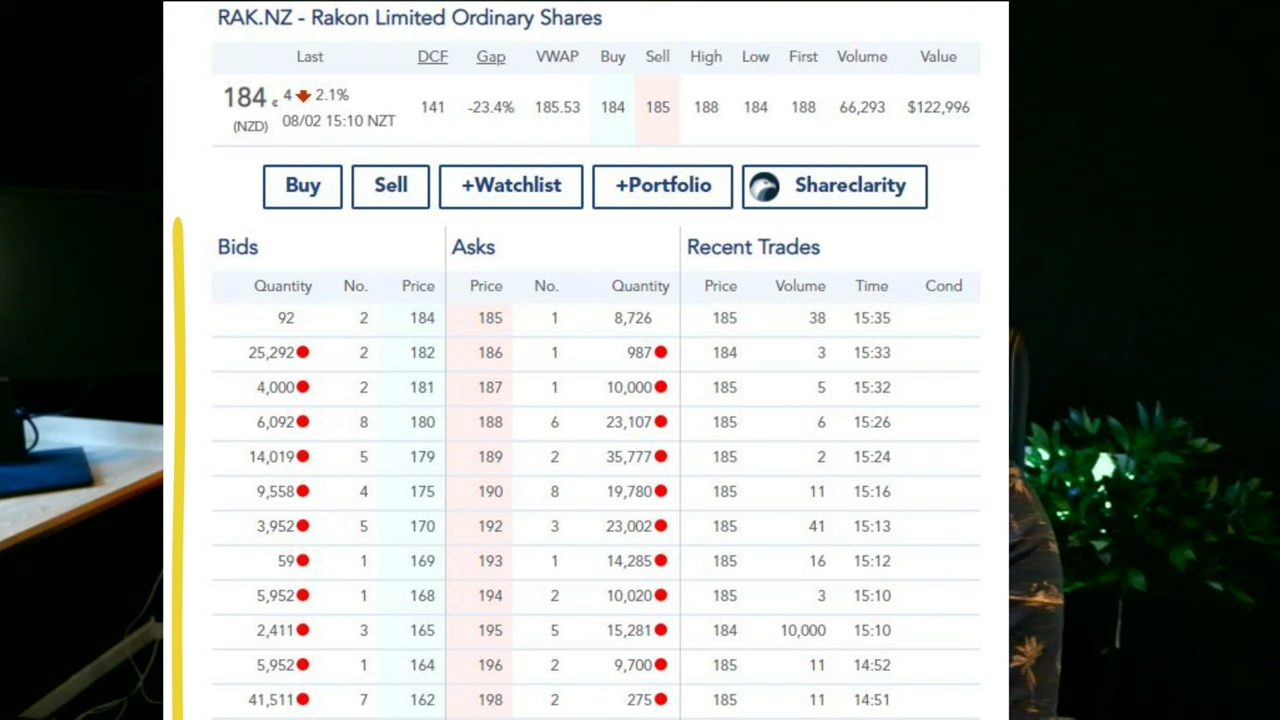 RAK.NZ - Rakon Limited Ordinary Shares
Last DCF Gap VWAP Buy Sell High Low First Volume Value
184 c 4 2.1% 141 -23.4% 185.53 184 185 188 184 188 66,293 $122,996
(NZD) 08/02 15:10 NZT
Buy Sell +Watchlist +Portfolio Shareclarity
Bids Asks Recent Trades
Quantity No. Price Price No. Quantity Price Volume Time Cond
92 2 184 185 1 8,726 185 38 15:35
25,292 2 182 186 1 987 184 3 15:33
4,000 2 181 187 1 10,000 185 5 15:32
6,092 8 180 188 6 23,107 185 6 15:26
14,019 5 179 189 2 35,777 185 2 15:24
9,558 4 175 190 8 19,780 185 11 15:16
3,952 5 170 192 3 23,002 185 41 15:13
59 1 169 193 1 14,285 185 16 15:12
5,952 1 168 194 2 10,020 185 3 15:10
2,411 3 165 195 5 15,281 184 10,000 15:10
5,952 1 164 196 2 9,700 185 11 14:52
41,511 7 162 198 2 275 185 11 14:51